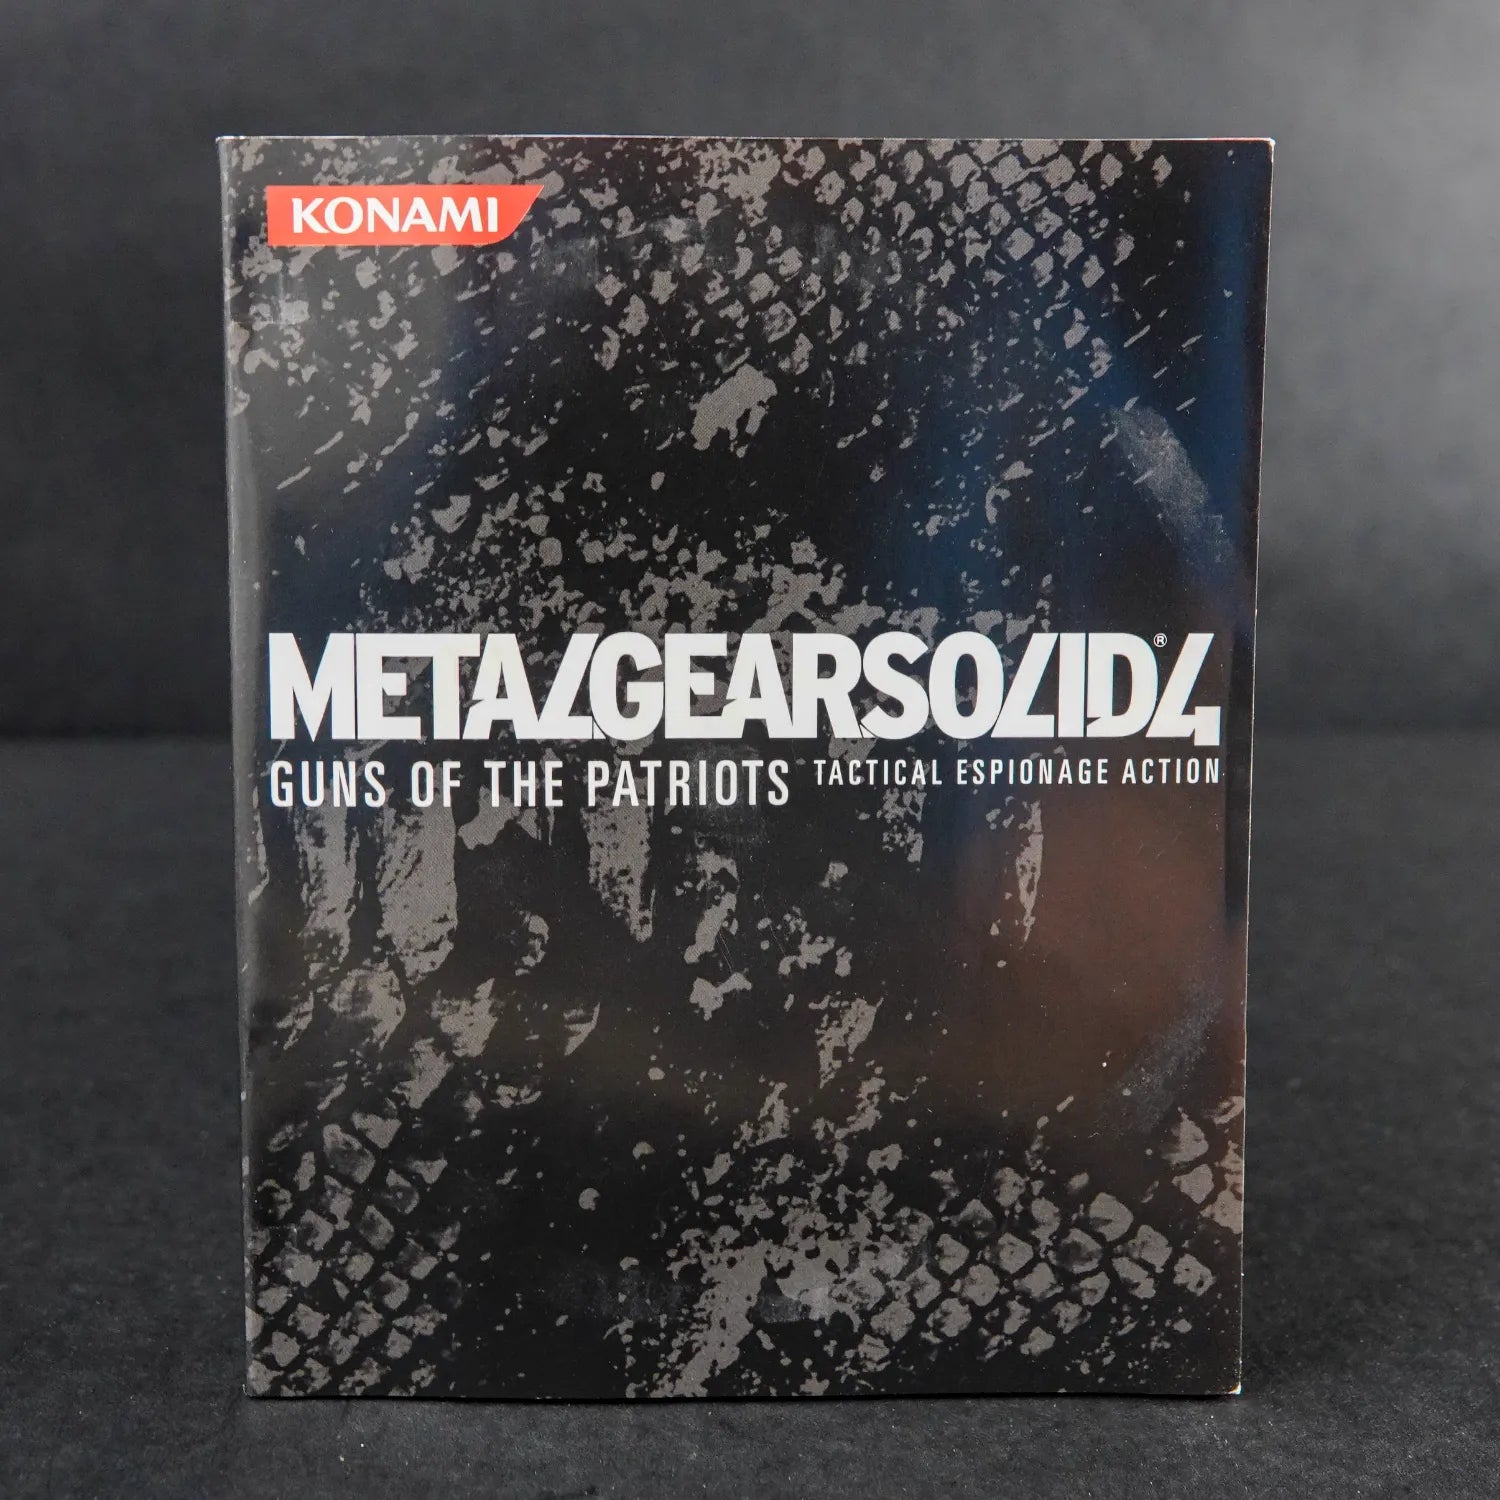 KONAMI
METAL GEAR SOLID® 4
GUNS OF THE PATRIOTS TACTICAL ESPIONAGE ACTION